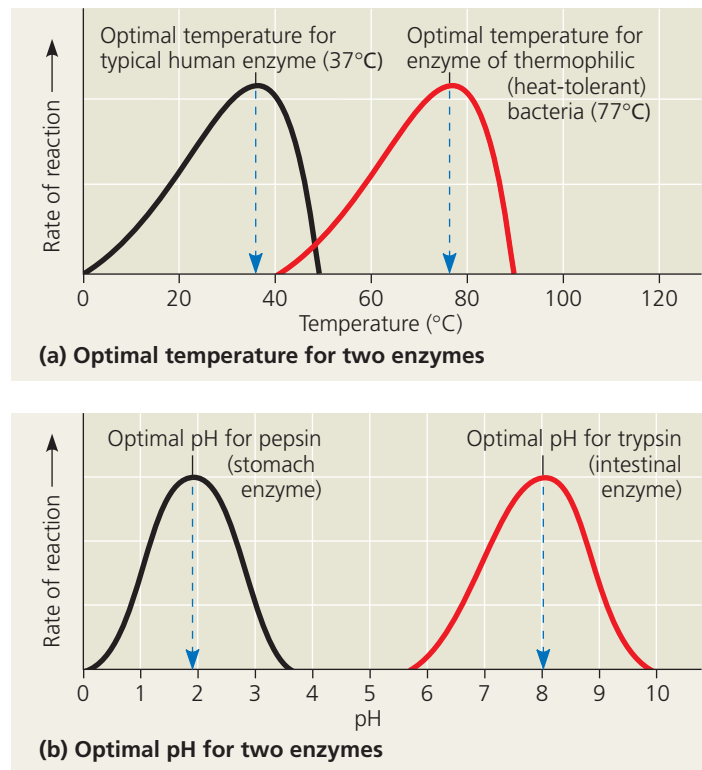 Optimal temperature for
typical human enzyme (37°C)
Optimal temperature for
enzyme of thermophilic
(heat-tolerant)
bacteria (77°C)
Rate of reaction
0 20 40 60 80 100 120
Temperature (°C)
(a) Optimal temperature for two enzymes
Optimal pH for pepsin
(stomach
enzyme)
Optimal pH for trypsin
(intestinal
enzyme)
Rate of reaction
0 1 2 3 4 5 6 7 8 9 10
pH
(b) Optimal pH for two enzymes